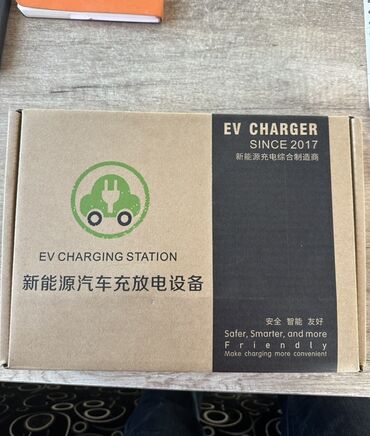 EV CHARGER
SINCE 2017
新能源充电综合制造商
EV CHARGING STATION
新能源汽车充放电设备
安全 智能 友好
Safer, Smarter, and more
Friendly
Make charging more convenient